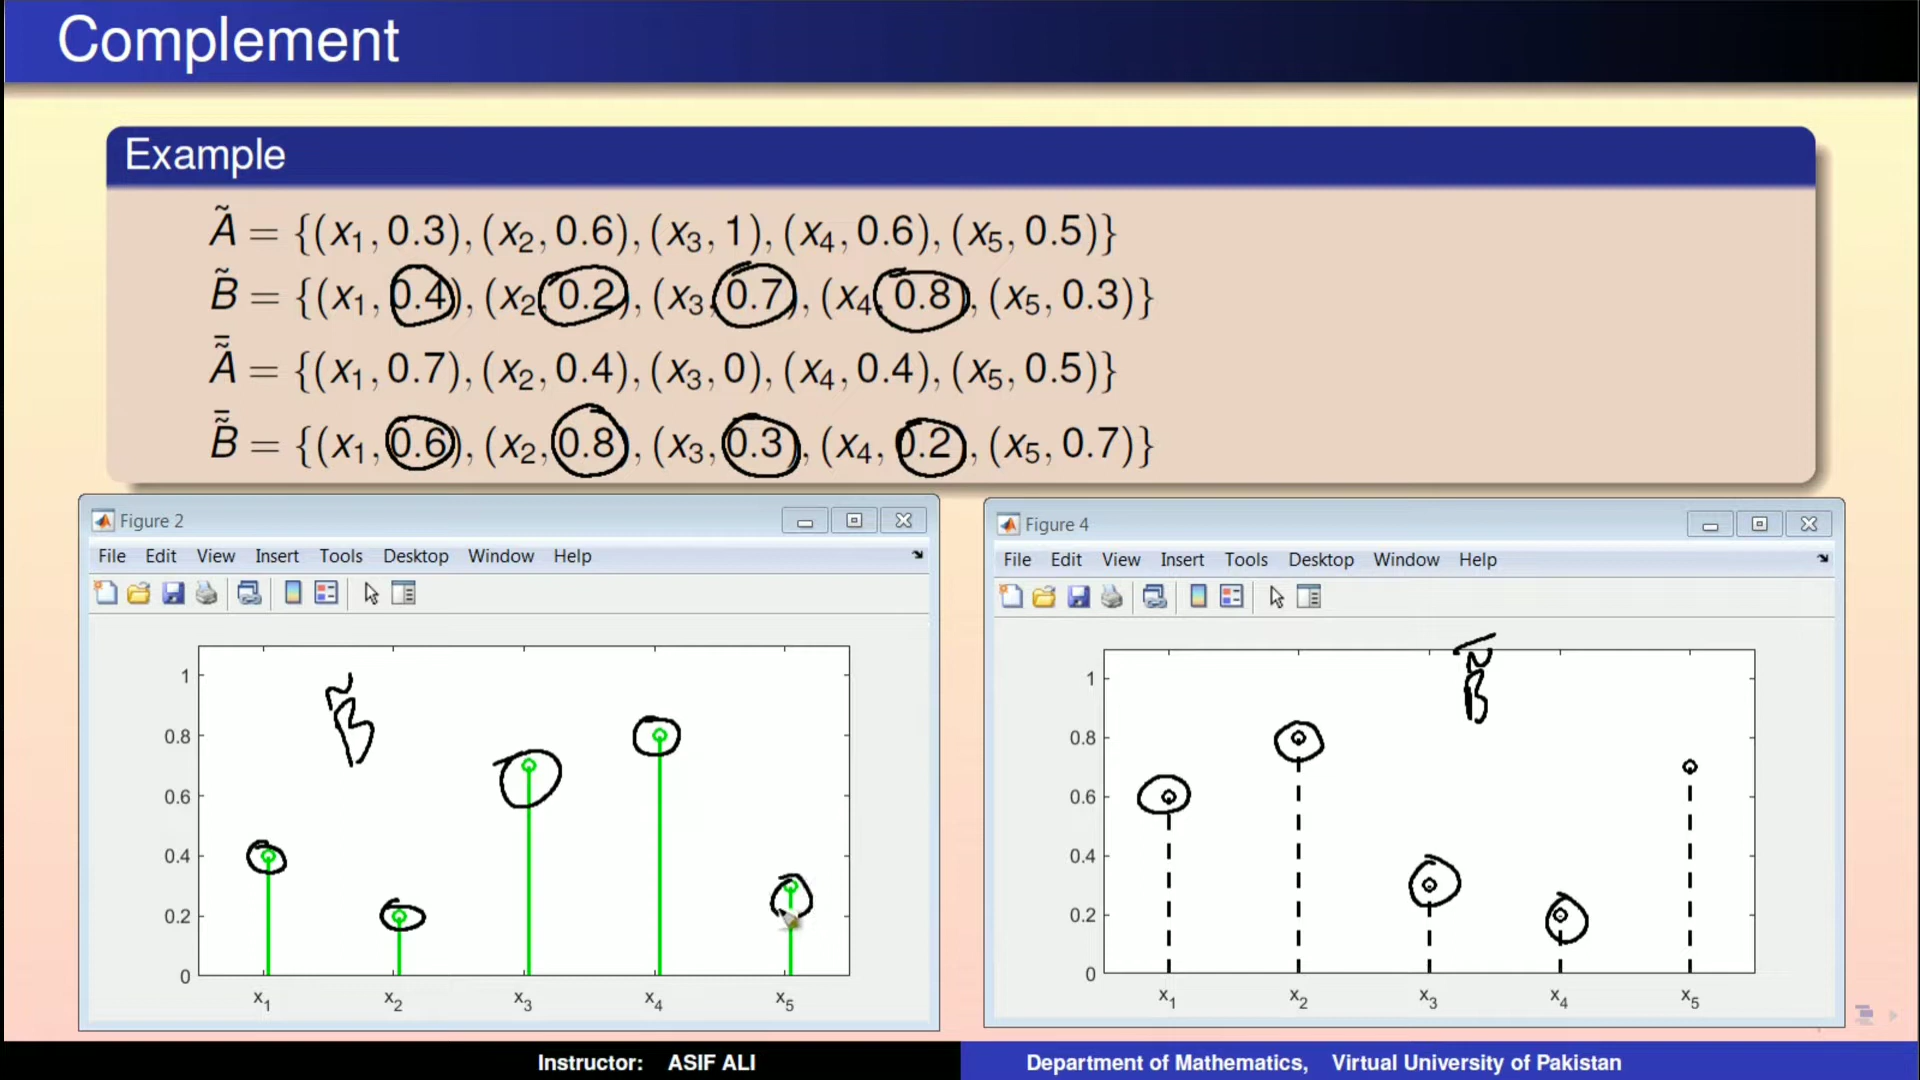 Complement
Example
Ã = {(x₁, 0.3), (x₂, 0.6), (x₃, 1), (x₄, 0.6), (x₅, 0.5)}
B̃ = {(x₁, 0.4), (x₂, 0.2), (x₃, 0.7), (x₄, 0.8), (x₅, 0.3)}
Ã̄ = {(x₁, 0.7), (x₂, 0.4), (x₃, 0), (x₄, 0.4), (x₅, 0.5)}
B̃̄ = {(x₁, 0.6), (x₂, 0.8), (x₃, 0.3), (x₄, 0.2), (x₅, 0.7)}
Figure 2
File Edit View Insert Tools Desktop Window Help
B̃
1
0.8
0.6
0.4
0.2
0
x₁ x₂ x₃ x₄ x₅
Figure 4
File Edit View Insert Tools Desktop Window Help
B̃̄
1
0.8
0.6
0.4
0.2
0
x₁ x₂ x₃ x₄ x₅
Instructor: ASIF ALI
Department of Mathematics, Virtual University of Pakistan